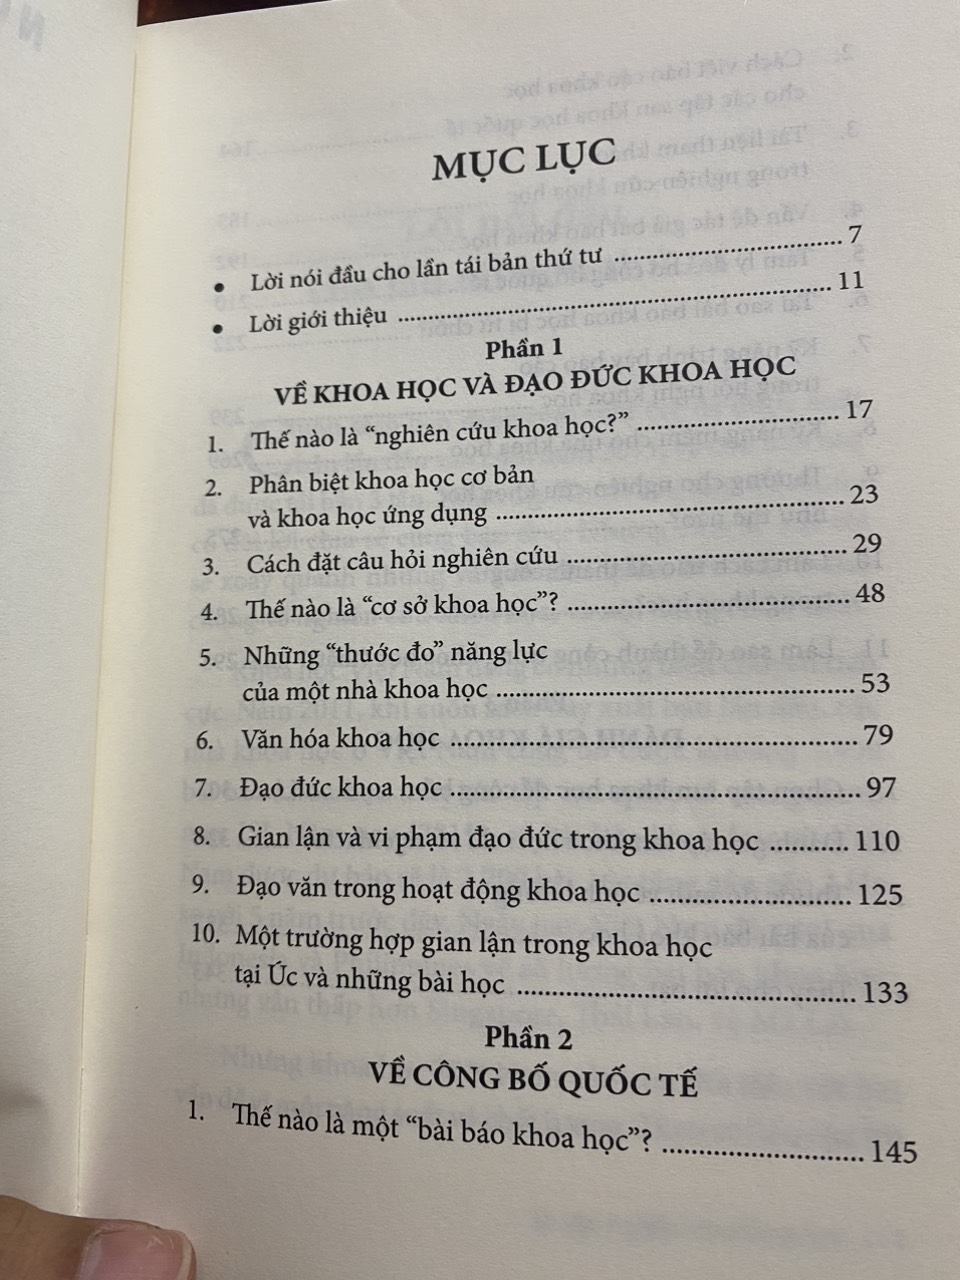 MỤC LỤC
• Lời nói đầu cho lần tái bản thứ tư ........................ 7
• Lời giới thiệu ........................ 11
Phần 1
VỀ KHOA HỌC VÀ ĐẠO ĐỨC KHOA HỌC
1. Thế nào là “nghiên cứu khoa học?” ........................ 17
2. Phân biệt khoa học cơ bản
và khoa học ứng dụng ........................ 23
3. Cách đặt câu hỏi nghiên cứu ........................ 29
4. Thế nào là “cơ sở khoa học”? ........................ 48
5. Những “thước đo” năng lực
của một nhà khoa học ........................ 53
6. Văn hóa khoa học ........................ 79
7. Đạo đức khoa học ........................ 97
8. Gian lận và vi phạm đạo đức trong khoa học ........... 110
9. Đạo văn trong hoạt động khoa học ........................ 125
10. Một trường hợp gian lận trong khoa học
tại Úc và những bài học ........................ 133
Phần 2
VỀ CÔNG BỐ QUỐC TẾ
1. Thế nào là một “bài báo khoa học”? ........................ 145